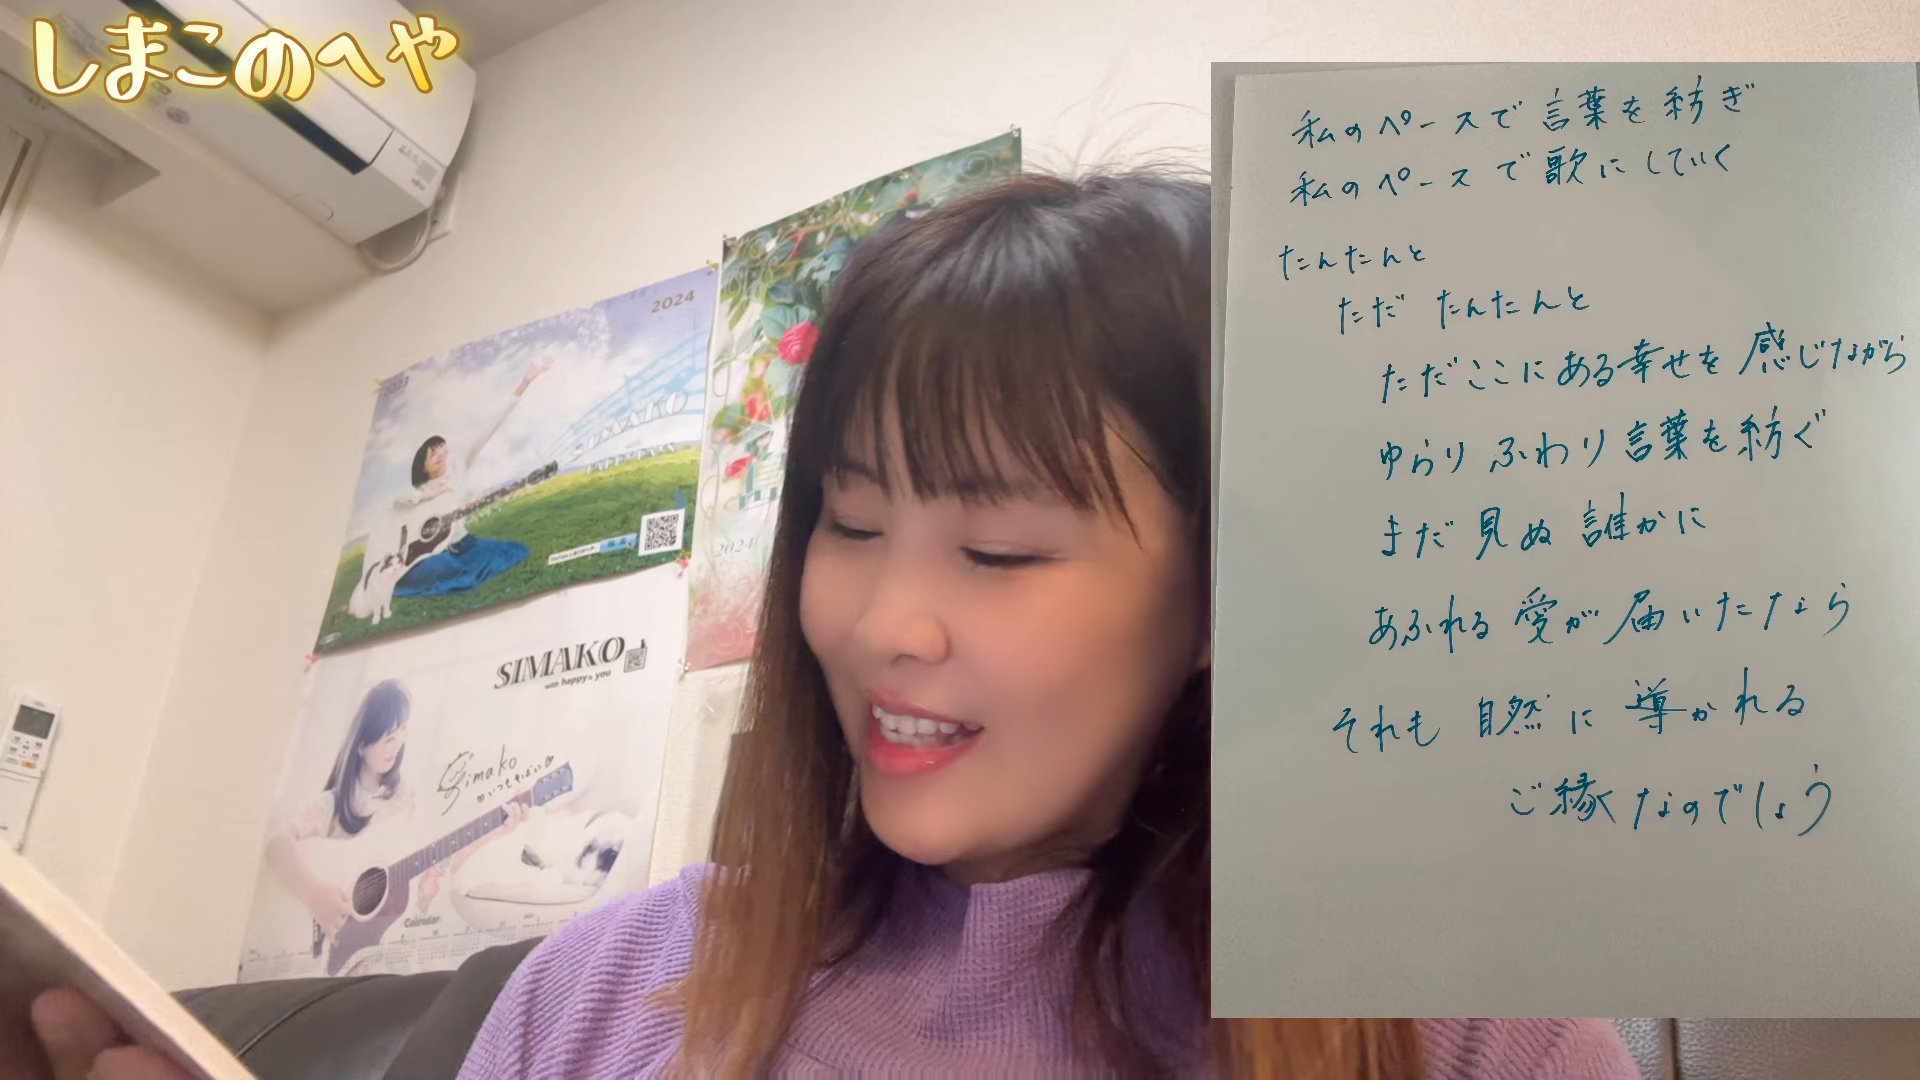 しまこのへや
私のペースで言葉を紡ぎ
私のペースで歌にしていく
たんたんと
ただ たんたんと
ただここにある幸せを感じながら
ゆらり ふわり 言葉を紡ぐ
まだ見ぬ誰かに
あふれる愛が届いたなら
それも 自然に 導かれる
ご縁なのでしょう
2024
2023
SIMAKO
2024
SIMAKO
with happy & you
Simako
Calendar